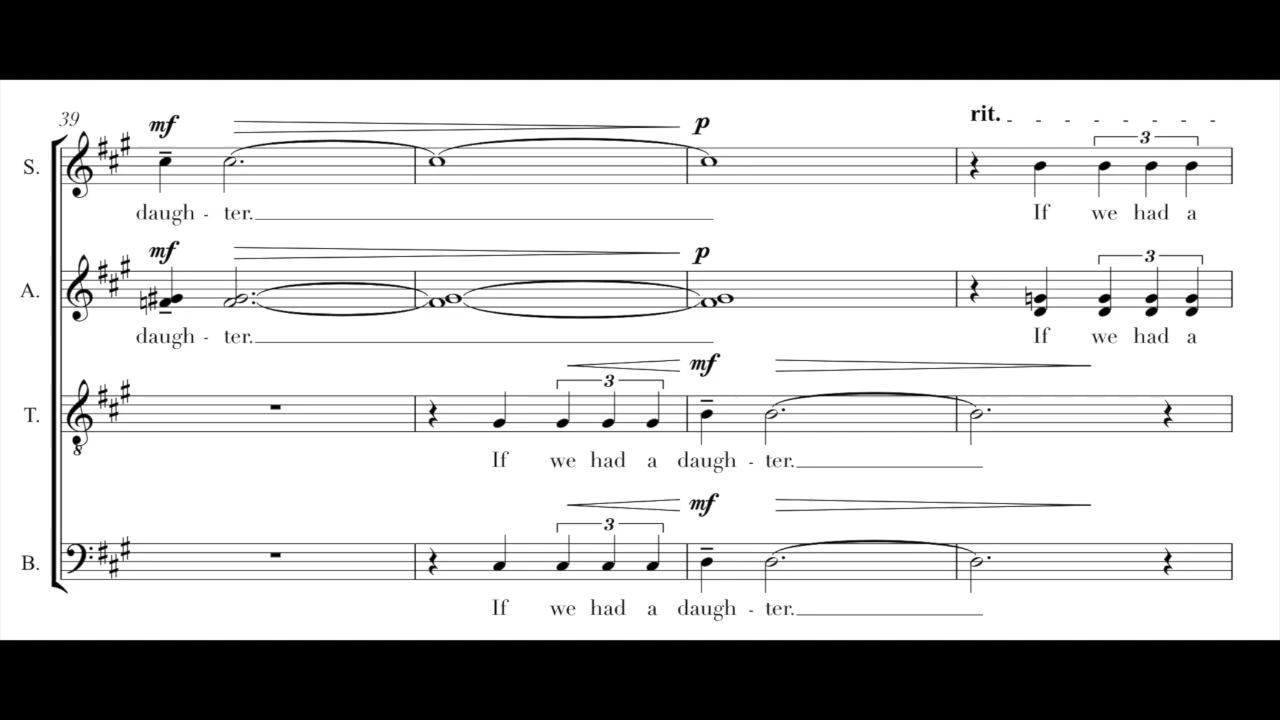 rit.
39
mf
p
3
S.
daugh - ter.
If we had a
mf
p
3
A.
daugh - ter.
If we had a
mf
3
T.
8
If we had a daugh - ter.
mf
3
B.
If we had a daugh - ter.